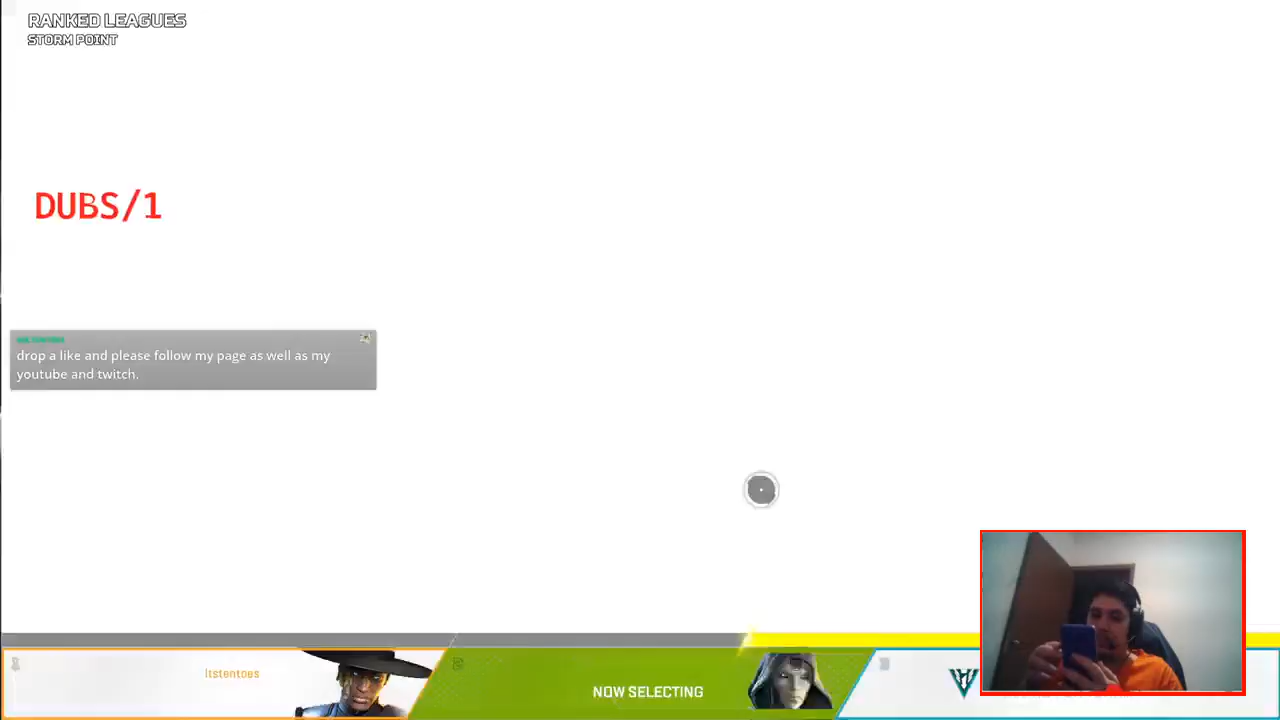 RANKED LEAGUES
STORM POINT
DUBS/1
drop a like and please follow my page as well as my
youtube and twitch.
Itstentoes
NOW SELECTING